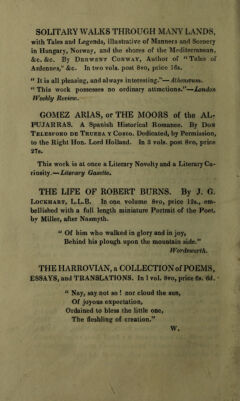 SOLITARY WALKS THROUGH MANY LANDS,
with Tales and Legends, illustrative of Manners and Scenery
in Hungary, Norway, and the shores of the Mediterranean,
&c. &c. By DERWENT CONWAY, Author of "Tales of
Ardennes," &c. In two vols. post 8vo, price 16s.
"It is all pleasing, and always interesting."—Athenæum.
"This work possesses no ordinary attractions."—London
Weekly Review.
GOMEZ ARIAS, or THE MOORS of the AL-
PUJARRAS. A Spanish Historical Romance. By DON
TELESFORO DE TRUEBA Y COSIO. Dedicated, by Permission,
to the Right Hon. Lord Holland. In 3 vols. post 8vo, price
27s.
This work is at once a Literary Novelty and a Literary Cu-
riosity.—Literary Gazette.
THE LIFE OF ROBERT BURNS. By J. G.
LOCKHART, L.L.B. In one volume 8vo, price 12s., em-
bellished with a full length miniature Portrait of the Poet,
by Miller, after Nasmyth.
"Of him who walked in glory and in joy,
Behind his plough upon the mountain side."
Wordsworth.
THE HARROVIAN, a COLLECTION of POEMS,
ESSAYS, and TRANSLATIONS. In 1 vol. 8vo, price 6s. 6d.
"Nay, say not so! nor cloud the sun,
Of joyous expectation,
Ordained to bless the little one,
The fleshling of creation."
W.